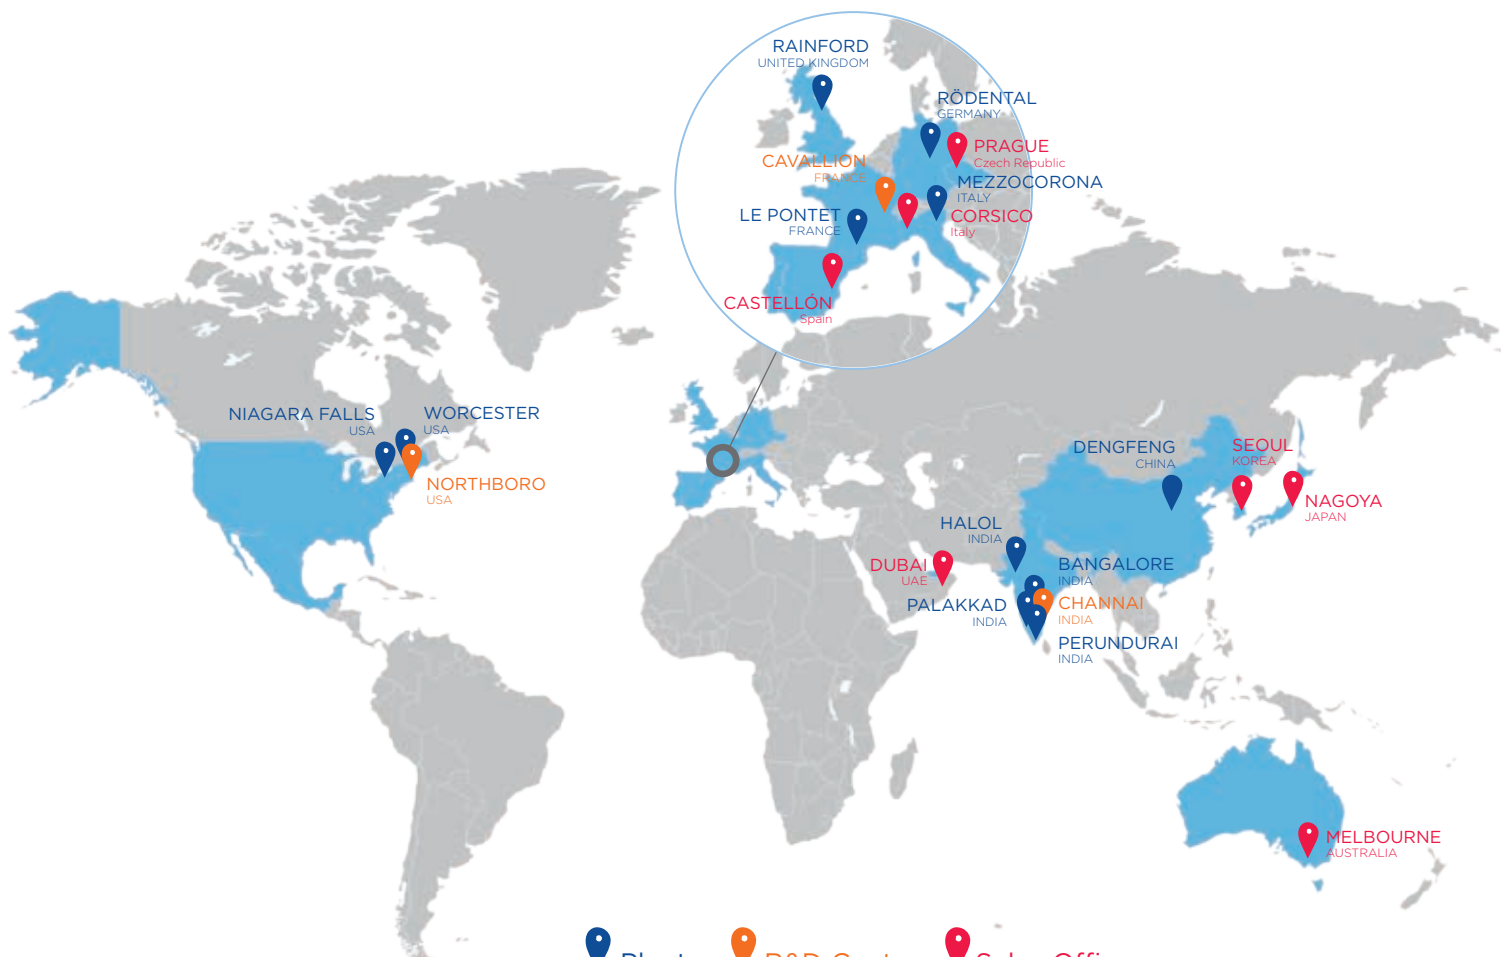 RAINFORD
UNITED KINGDOM
RÖDENTAL
GERMANY
PRAGUE
Czech Republic
CAVALLION
FRANCE
MEZZOCORONA
ITALY
LE PONTET
FRANCE
CORSICO
Italy
CASTELLÓN
Spain
NIAGARA FALLS
USA
WORCESTER
USA
NORTHBORO
USA
DENGFENG
CHINA
SEOUL
KOREA
NAGOYA
JAPAN
HALOL
INDIA
DUBAI
UAE
BANGALORE
INDIA
PALAKKAD
INDIA
CHANNAI
INDIA
PERUNDURAI
INDIA
MELBOURNE
AUSTRALIA